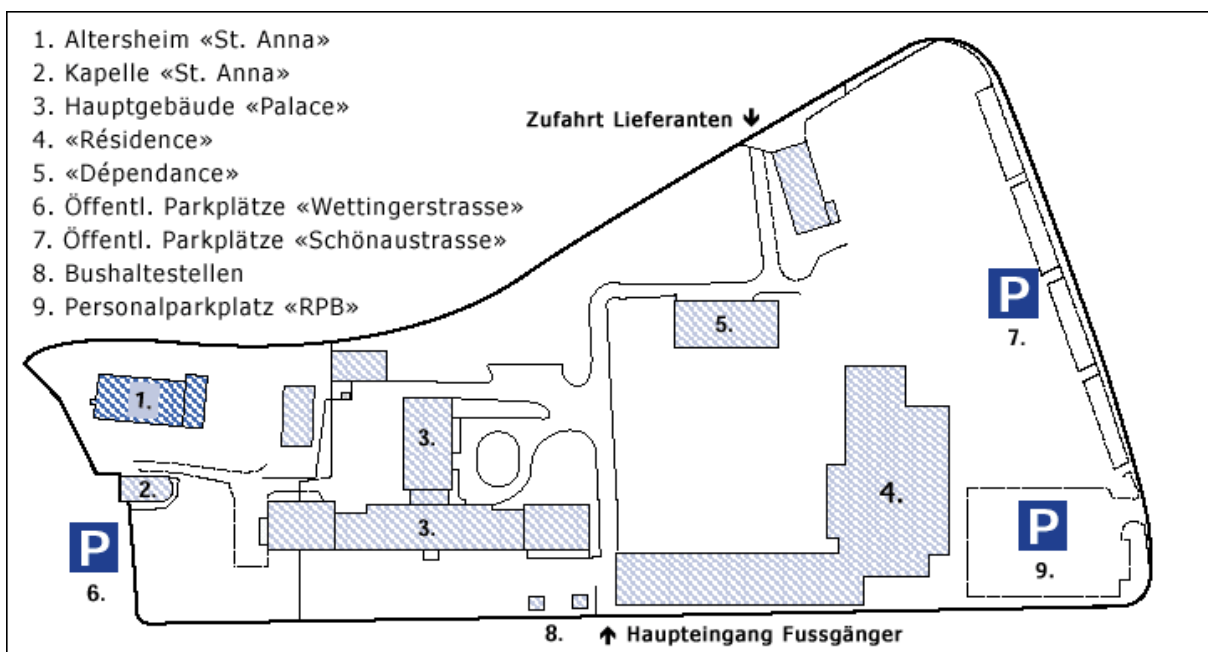 1. Altersheim «St. Anna»
2. Kapelle «St. Anna»
3. Hauptgebäude «Palace»
4. «Résidence»
5. «Dépendance»
6. Öffentl. Parkplätze «Wettingerstrasse»
7. Öffentl. Parkplätze «Schönaustrasse»
8. Bushaltestellen
9. Personalparkplatz «RPB»
Zufahrt Lieferanten
P
7.
5.
1.
3.
2.
4.
3.
P
6.
P
9.
8.
Haupteingang Fussgänger